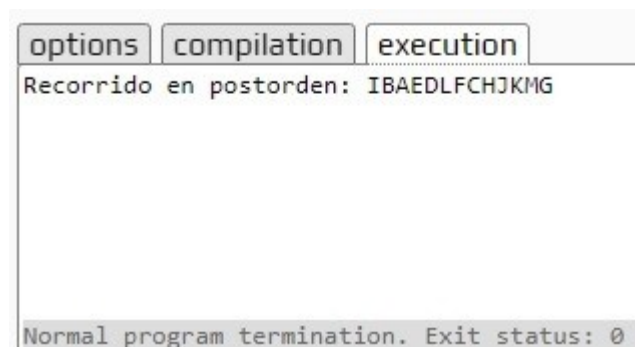 options compilation execution
Recorrido en postorden: IBAEDLFCHJKMG
Normal program termination. Exit status: 0